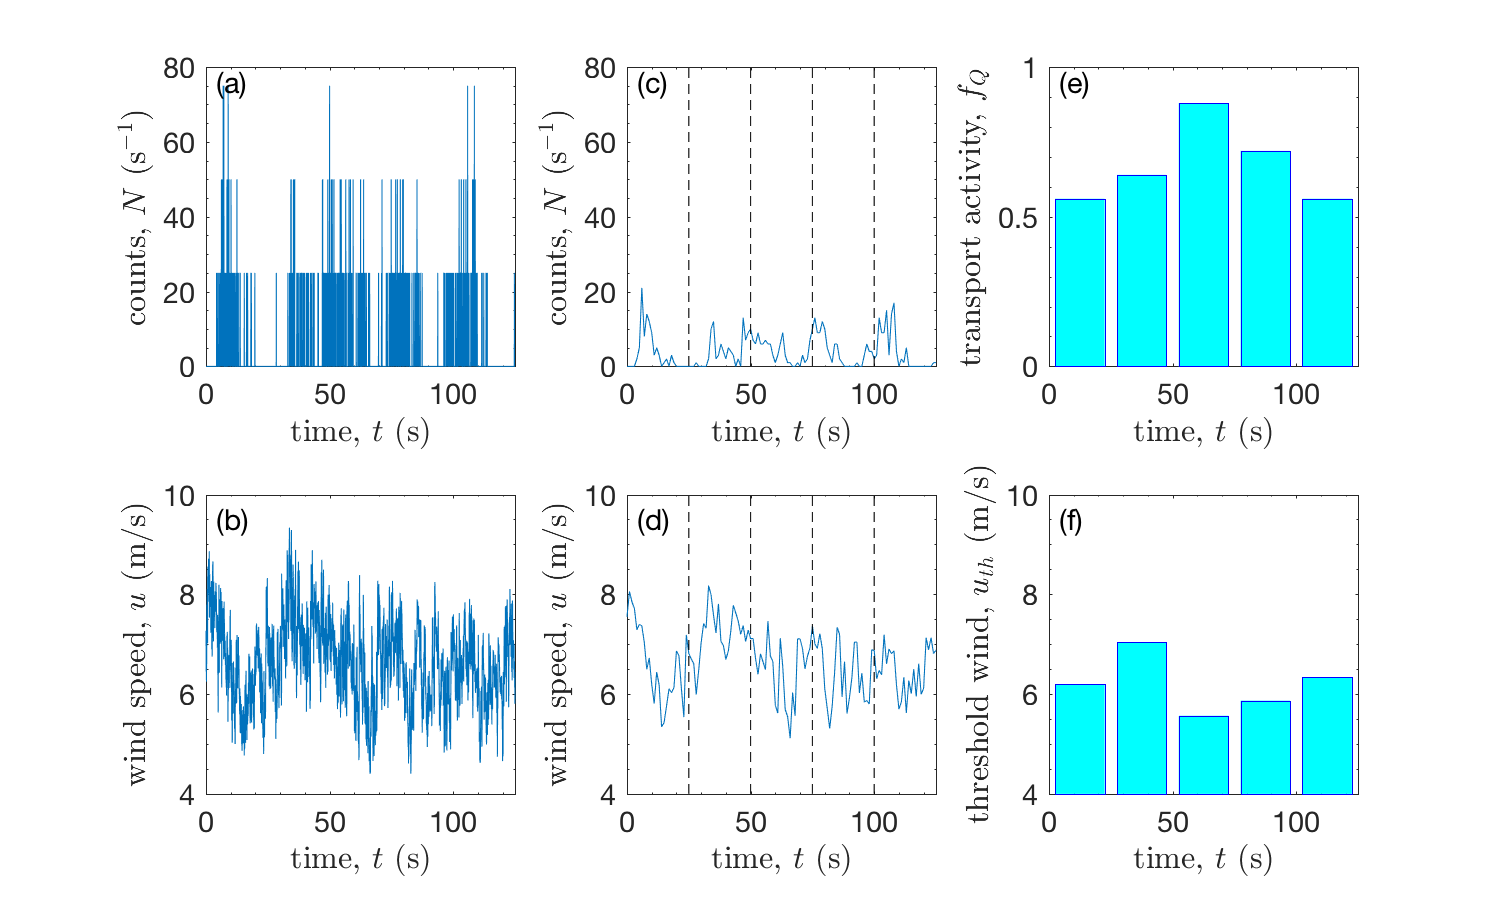 (a)
80
60
40
20
0
0 50 100
counts, N (s⁻¹)
time, t (s)
(c)
80
60
40
20
0
0 50 100
counts, N (s⁻¹)
time, t (s)
(e)
1
0.5
0
0 50 100
transport activity, f_Q
time, t (s)
(b)
10
8
6
4
0 50 100
wind speed, u (m/s)
time, t (s)
(d)
10
8
6
4
0 50 100
wind speed, u (m/s)
time, t (s)
(f)
10
8
6
4
0 50 100
threshold wind, u_th (m/s)
time, t (s)